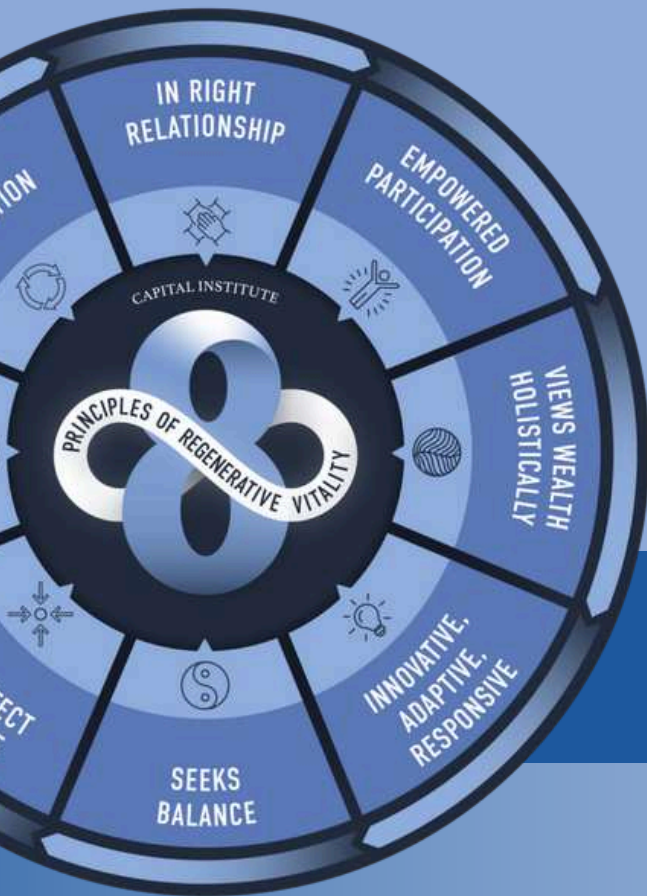 IN RIGHT
RELATIONSHIP
EMPOWERED
PARTICIPATION
VIEWS WEALTH
HOLISTICALLY
INNOVATIVE,
ADAPTIVE,
RESPONSIVE
SEEKS
BALANCE
CAPITAL INSTITUTE
8
PRINCIPLES OF REGENERATIVE VITALITY